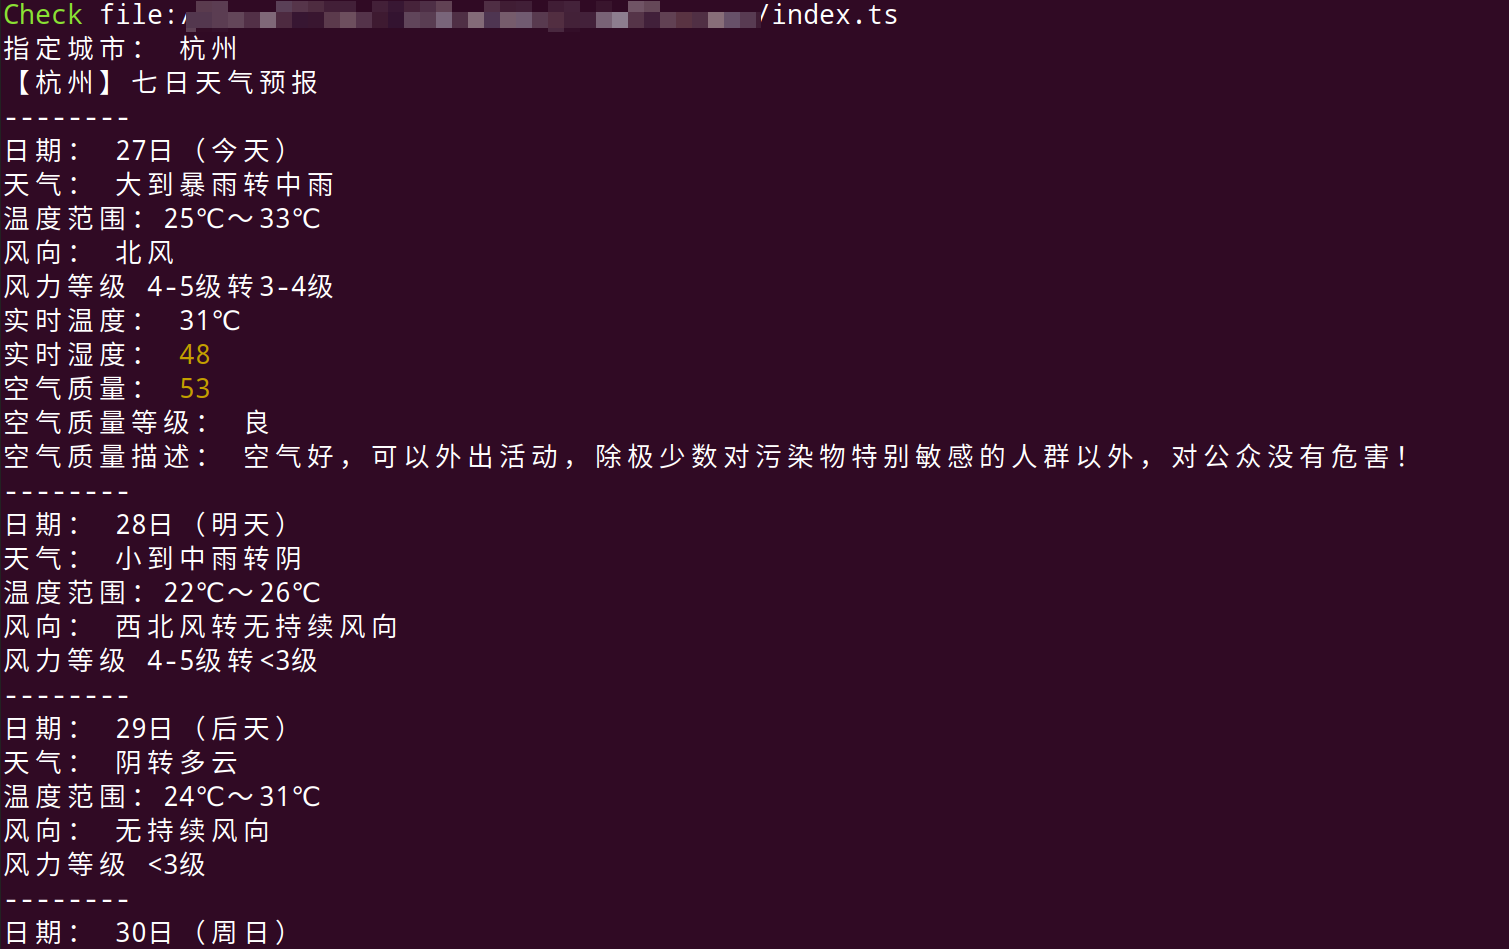 Check file:/ /index.ts
指定城市： 杭州
【杭州】七日天气预报
--------
日期： 27日（今天）
天气： 大到暴雨转中雨
温度范围：25℃～33℃
风向： 北风
风力等级 4-5级转3-4级
实时温度： 31℃
实时湿度： 48
空气质量： 53
空气质量等级： 良
空气质量描述： 空气好，可以外出活动，除极少数对污染物特别敏感的人群以外，对公众没有危害！
--------
日期： 28日（明天）
天气： 小到中雨转阴
温度范围：22℃～26℃
风向： 西北风转无持续风向
风力等级 4-5级转<3级
--------
日期： 29日（后天）
天气： 阴转多云
温度范围：24℃～31℃
风向： 无持续风向
风力等级 <3级
--------
日期： 30日（周日）